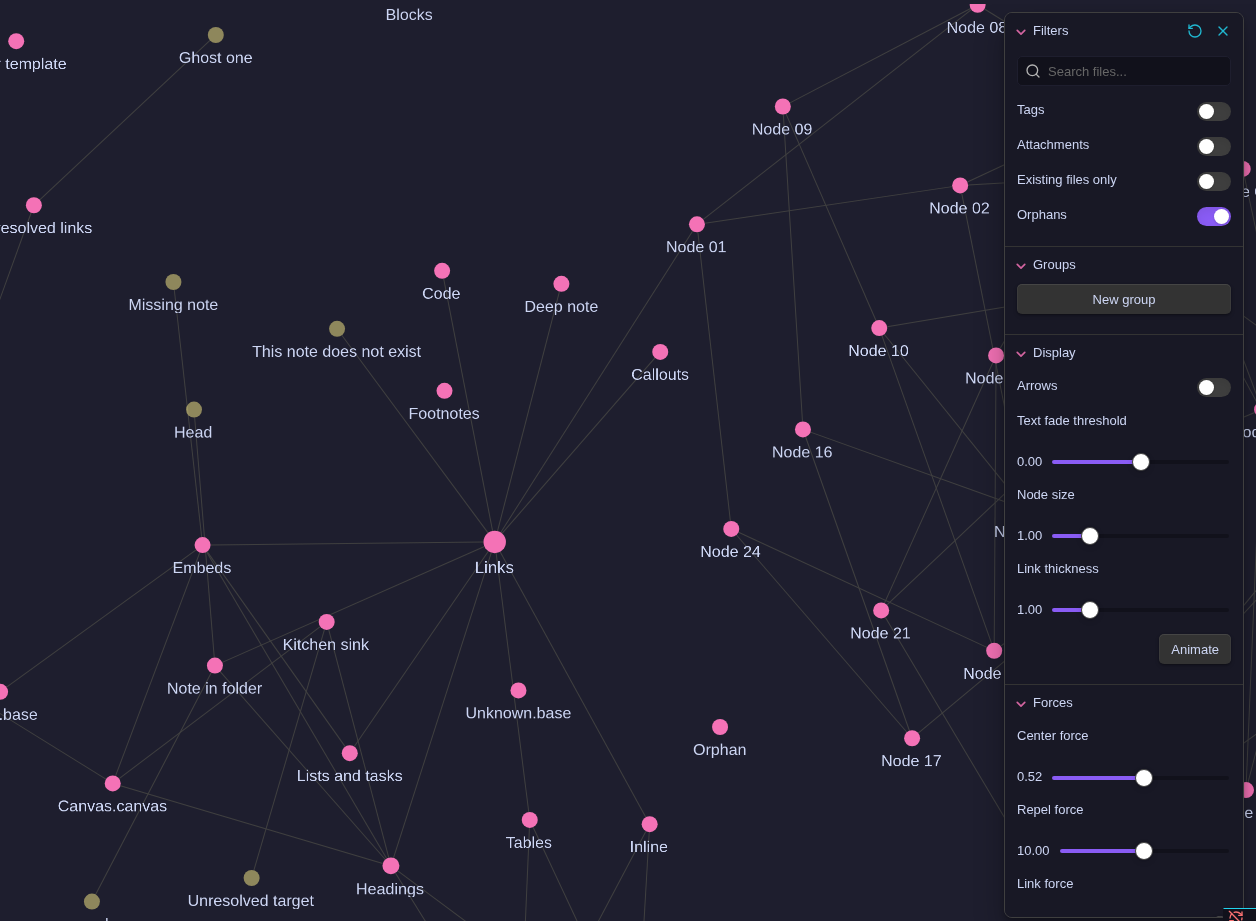 Blocks
Node 08
template
Ghost one
Node 09
Node 02
resolved links
Node 01
Missing note
Code
Deep note
This note does not exist
Callouts
Node 10
Node
Footnotes
Head
Node 16
Node 24
Embeds
Links
Node 21
Kitchen sink
Node
Note in folder
.base
Unknown.base
Orphan
Node 17
Lists and tasks
Canvas.canvas
Tables
Inline
Headings
Unresolved target
Filters
Search files...
Tags
Attachments
Existing files only
Orphans
Groups
New group
Display
Arrows
Text fade threshold
0.00
Node size
1.00
Link thickness
1.00
Animate
Forces
Center force
0.52
Repel force
10.00
Link force